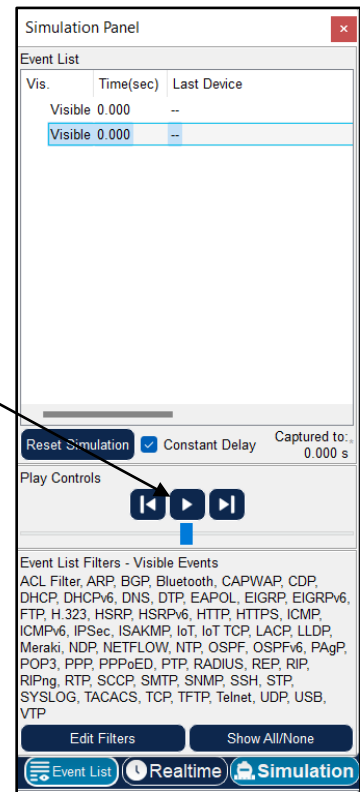 Simulation Panel
Event List
Vis. Time(sec) Last Device
Visible 0.000 --
Visible 0.000 --
Reset Simulation Constant Delay Captured to:
0.000 s
Play Controls
Event List Filters - Visible Events
ACL Filter, ARP, BGP, Bluetooth, CAPWAP, CDP,
DHCP, DHCPv6, DNS, DTP, EAPOL, EIGRP, EIGRPv6,
FTP, H.323, HSRP, HSRPv6, HTTP, HTTPS, ICMP,
ICMPv6, IPSec, ISAKMP, IoT, IoT TCP, LACP, LLDP,
Meraki, NDP, NETFLOW, NTP, OSPF, OSPFv6, PAgP,
POP3, PPP, PPPoED, PTP, RADIUS, REP, RIP,
RIPng, RTP, SCCP, SMTP, SNMP, SSH, STP,
SYSLOG, TACACS, TCP, TFTP, Telnet, UDP, USB,
VTP
Edit Filters Show All/None
Event List Realtime Simulation